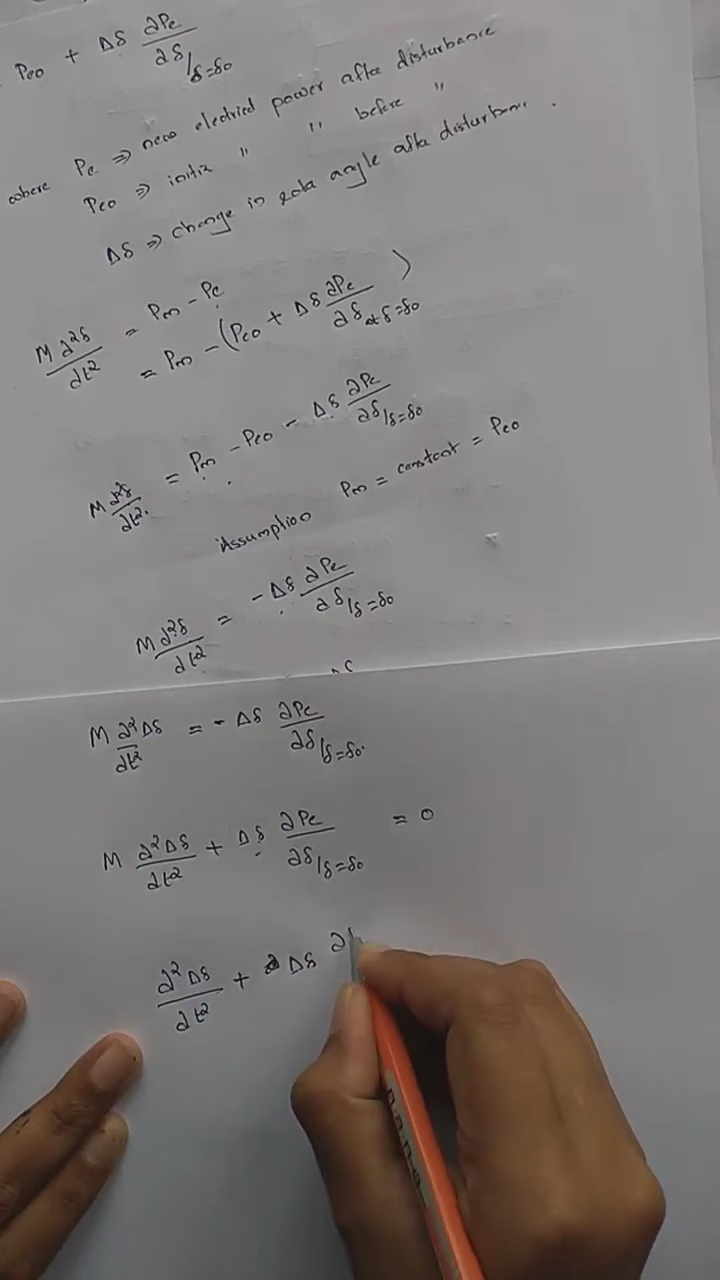 Peo + Δδ ∂Pe/∂δ /δ=δ0
where Pe ⇒ new electrical power after disturbance
Peo ⇒ initia " " before "
Δδ ⇒ change in angle after disturbance.
M d²δ/dt² = Pm - Pe
= Pm - (Peo + Δδ ∂Pe/∂δ at δ=δ0)
M d²δ/dt² = Pm - Peo - Δδ ∂Pe/∂δ /δ=δ0
Assumption Pm = constant = Peo
M d²δ/dt² = -Δδ ∂Pe/∂δ /δ=δ0
M d²Δδ/dt² = - Δδ ∂Pe/∂δ /δ=δ0
M d²Δδ/dt² + Δδ ∂Pe/∂δ /δ=δ0 = 0
d²Δδ/dt² + Δδ ∂